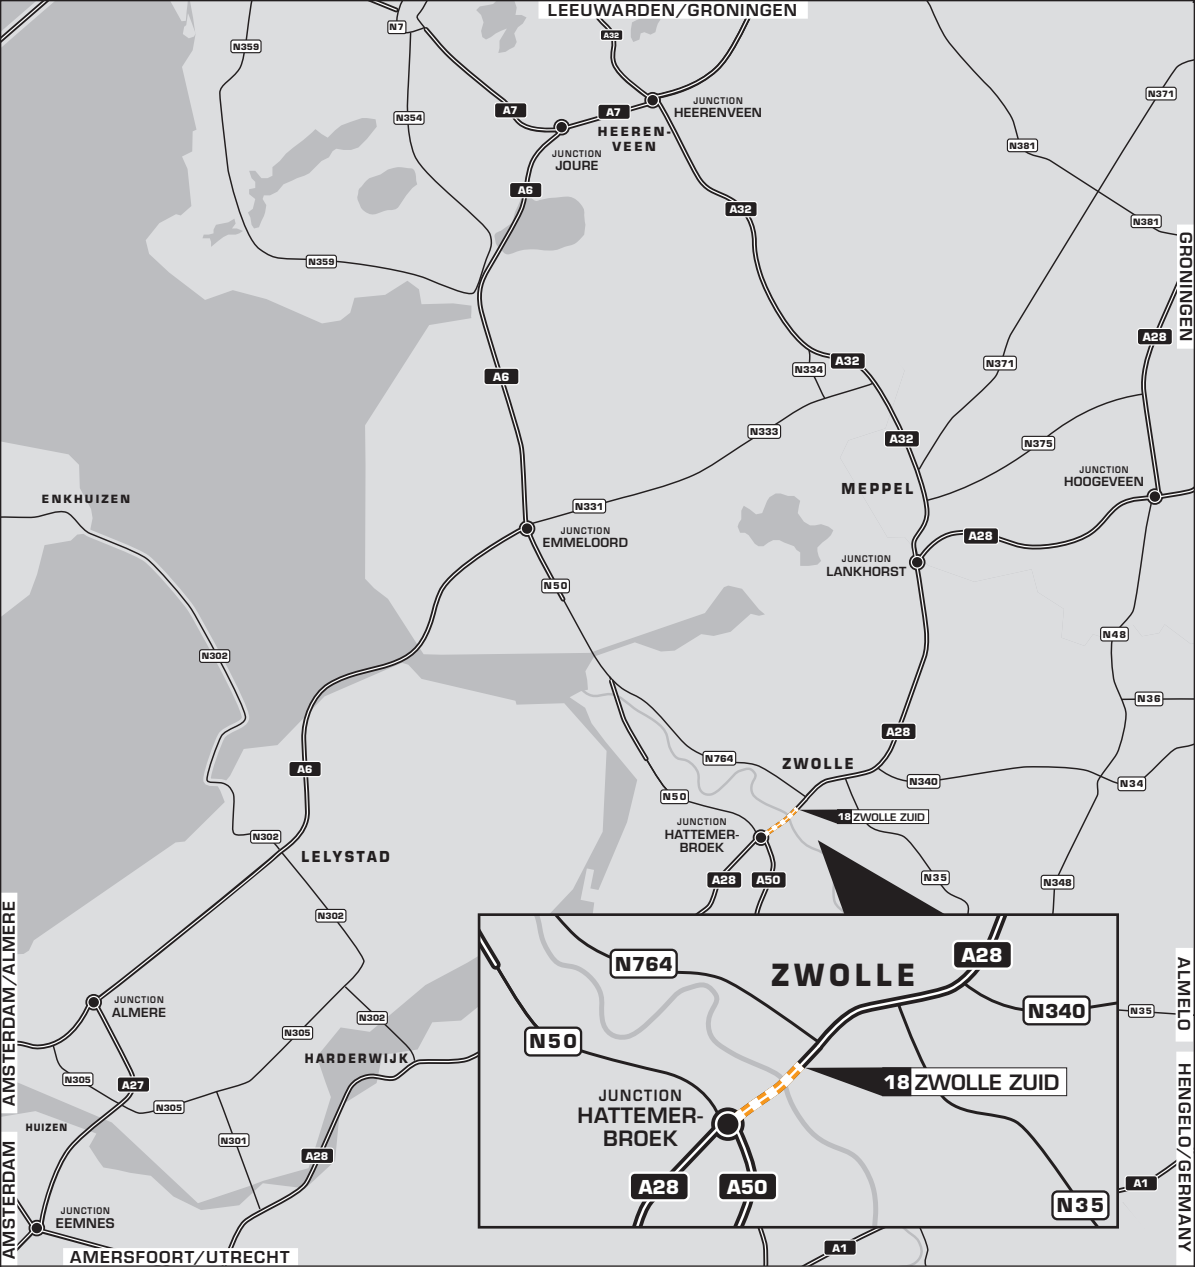 LEEUWARDEN/GRONINGEN
N7
A32
N359
N371
JUNCTION
HEERENVEEN
A7
A7
N354
HEEREN-
VEEN
JUNCTION
JOURE
N381
A6
A32
N381
N359
GRONINGEN
A28
A32
N371
N334
A6
N333
A32
N375
JUNCTION
HOOGEVEEN
MEPPEL
ENKHUIZEN
N331
JUNCTION
EMMELOORD
A28
JUNCTION
LANKHORST
N50
N48
N302
N36
A28
N764
ZWOLLE
A6
N340
N34
N50
18 ZWOLLE ZUID
JUNCTION
HATTEMER-
BROEK
N302
LELYSTAD
A28
A50
N35
N348
N302
AMSTERDAM/ALMERE
N764
ZWOLLE
A28
ALMELO
JUNCTION
ALMERE
N340
N35
N302
N305
N50
HARDERWIJK
N305
A27
18 ZWOLLE ZUID
JUNCTION
HATTEMER-
BROEK
N305
HUIZEN
N301
A28
HENGELO/GERMANY
A28
A50
A1
AMSTERDAM
N35
JUNCTION
EEMNES
AMERSFOORT/UTRECHT
A1